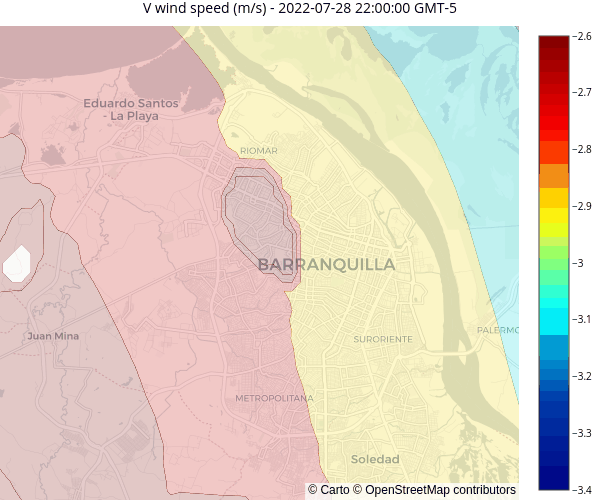 V wind speed (m/s) - 2022-07-28 22:00:00 GMT-5
Eduardo Santos
- La Playa
RIOMAR
BARRANQUILLA
Juan Mina
SURORIENTE
PALERMO
METROPOLITANA
Soledad
© Carto © OpenStreetMap contributors
-2.6
-2.7
-2.8
-2.9
-3
-3.1
-3.2
-3.3
-3.4